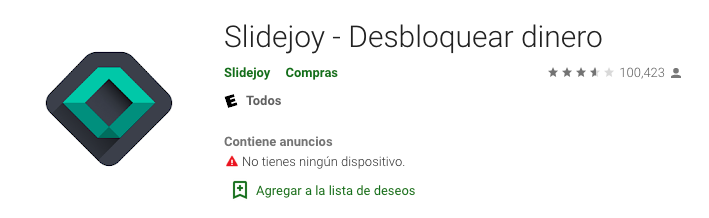 Slidejoy - Desbloquear dinero
Slidejoy Compras 100,423
E Todos
Contiene anuncios
No tienes ningún dispositivo.
Agregar a la lista de deseos